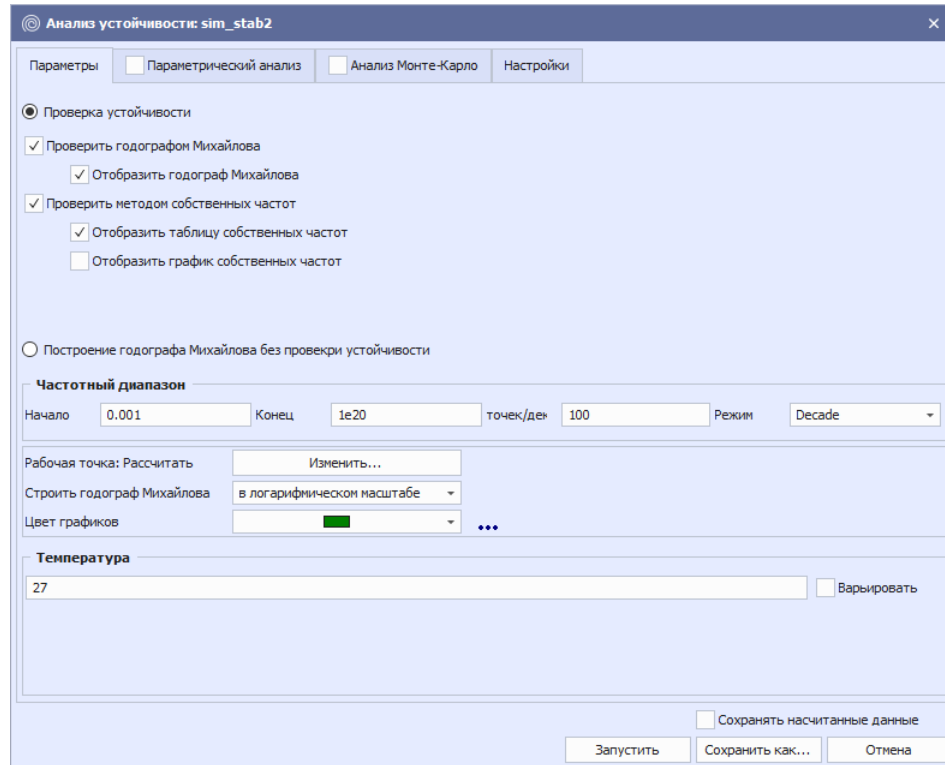 Анализ устойчивости: sim_stab2
Параметры Параметрический анализ Анализ Монте-Карло Настройки
Проверка устойчивости
Проверить годографом Михайлова
Отобразить годограф Михайлова
Проверить методом собственных частот
Отобразить таблицу собственных частот
Отобразить график собственных частот
Построение годографа Михайлова без провекри устойчивости
Частотный диапазон
Начало 0.001 Конец 1e20 точек/дек 100 Режим Decade
Рабочая точка: Рассчитать Изменить...
Строить годограф Михайлова в логарифмическом масштабе
Цвет графиков
Температура
27 Варьировать
Сохранять насчитанные данные
Запустить Сохранить как... Отмена